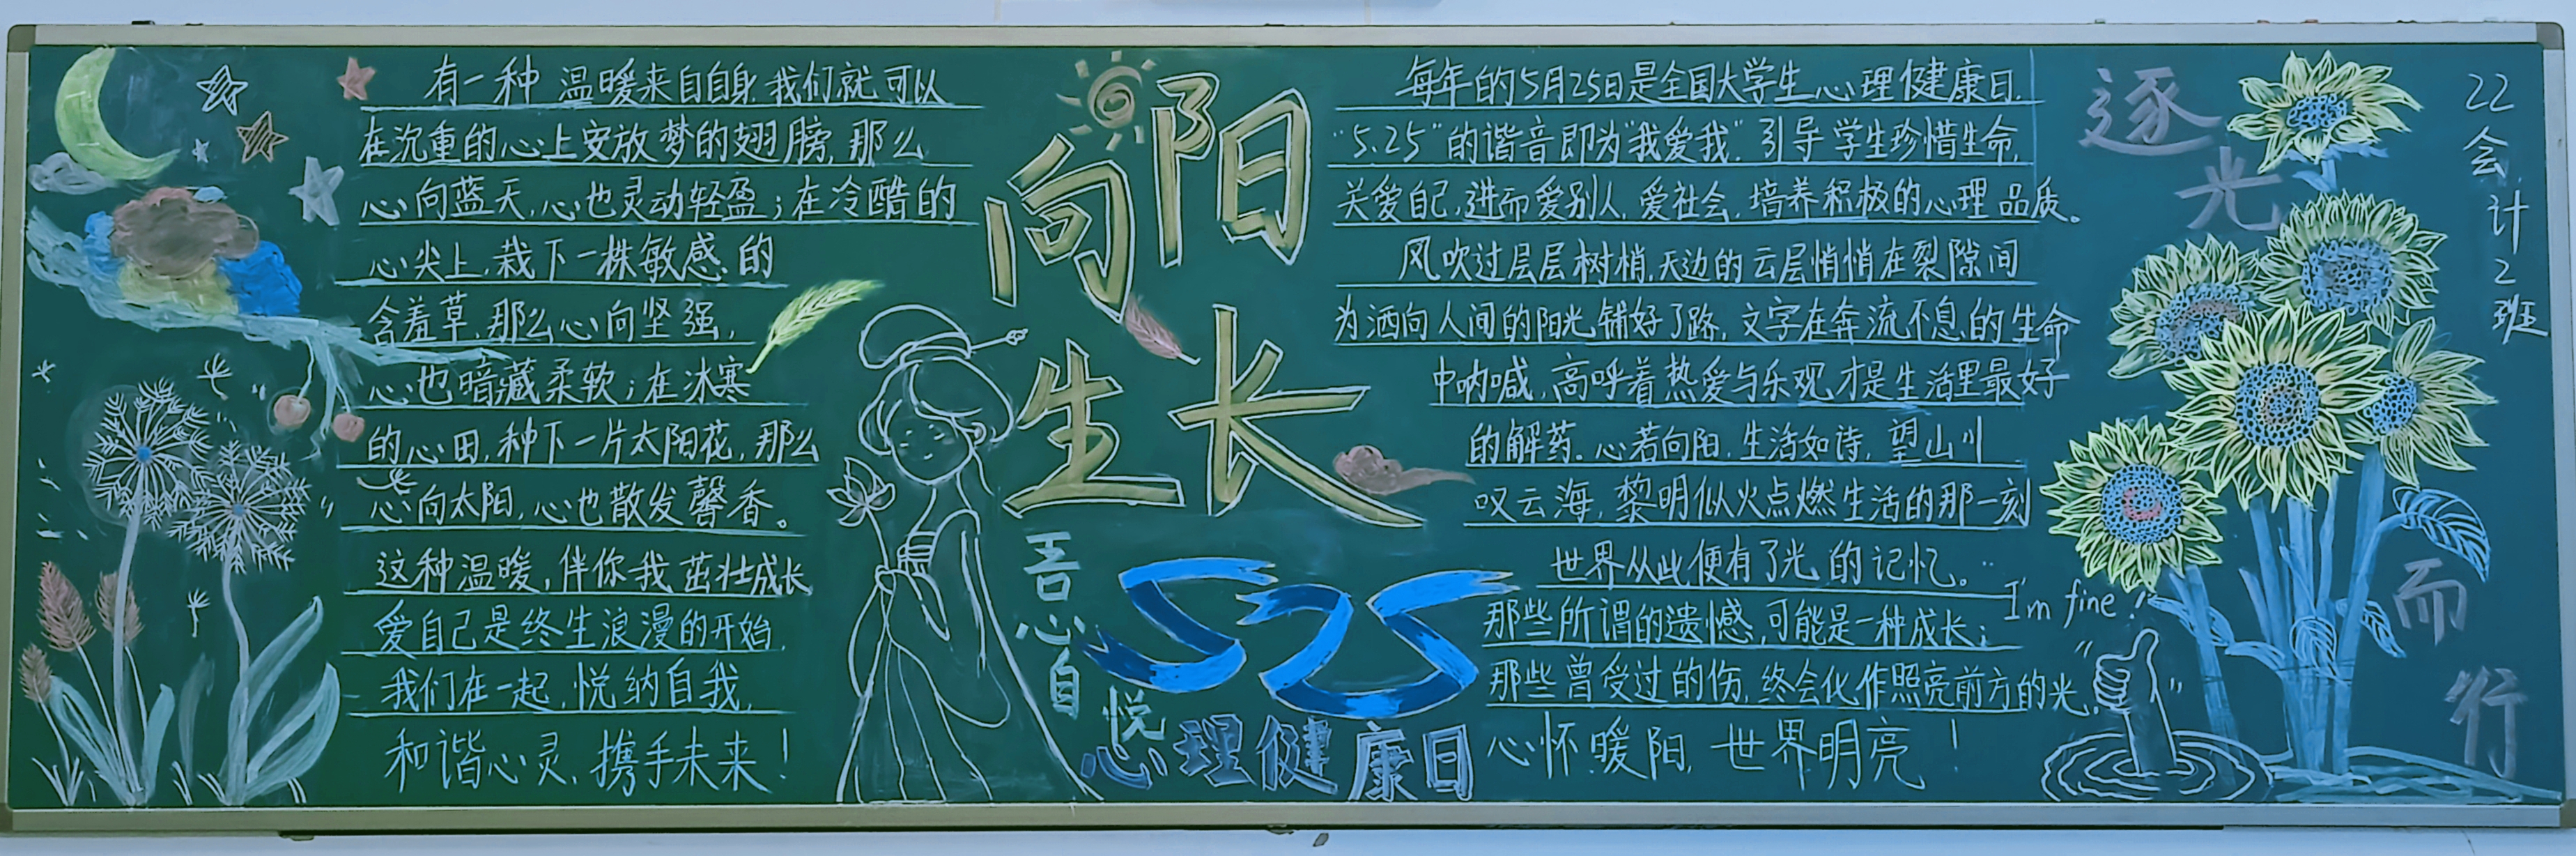 有一种温暖来自自身,我们就可以
在沉重的心上安放梦的翅膀,那么
心向蓝天,心也灵动轻盈;在冷酷的
心尖上,栽下一株敏感的
含羞草,那么心向坚强,
心也暗藏柔软;在冰寒
的心田,种下一片太阳花,那么
心向太阳,心也散发馨香。
这种温暖,伴你我茁壮成长
爱自己是终生浪漫的开始,
我们在一起,悦纳自我,
和谐心灵,携手未来!
向阳
生长
吾心自悦
525
心理健康日
每年的5月25日是全国大学生心理健康日.
“5.25”的谐音即为“我爱我”.引导学生珍惜生命,
关爱自己,进而爱别人,爱社会,培养积极的心理品质。
风吹过层层树梢,天边的云层悄悄在裂隙间
为洒向人间的阳光铺好了路,文字在奔流不息的生命
中呐喊,高呼着热爱与乐观才是生活里最好
的解药。心若向阳,生活如诗,望山川
叹云海,黎明似火点燃生活的那一刻
世界从此便有了光的记忆。
那些所谓的遗憾,可能是一种成长;
那些曾受过的伤,终会化作照亮前方的光,
心怀暖阳,世界明亮!
I'm fine!
逐光
而行
22会计2班